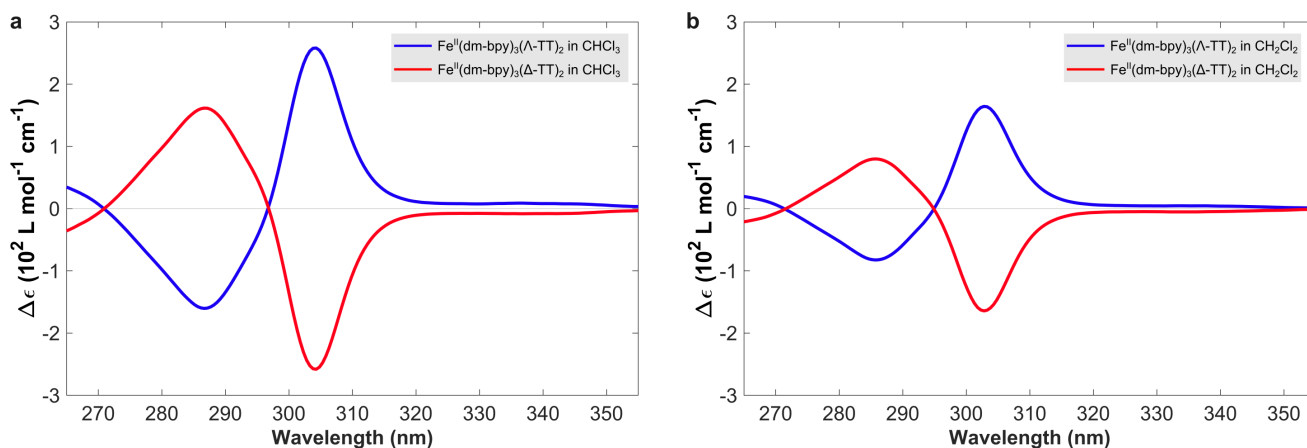 a
3
2
1
0
-1
-2
-3
Δϵ (10² L mol⁻¹ cm⁻¹)
Feᴵᴵ(dm-bpy)₃(Λ-TT)₂ in CHCl₃
Feᴵᴵ(dm-bpy)₃(Δ-TT)₂ in CHCl₃
270 280 290 300 310 320 330 340 350
Wavelength (nm)
b
3
2
1
0
-1
-2
-3
Δϵ (10² L mol⁻¹ cm⁻¹)
Feᴵᴵ(dm-bpy)₃(Λ-TT)₂ in CH₂Cl₂
Feᴵᴵ(dm-bpy)₃(Δ-TT)₂ in CH₂Cl₂
270 280 290 300 310 320 330 340 350
Wavelength (nm)